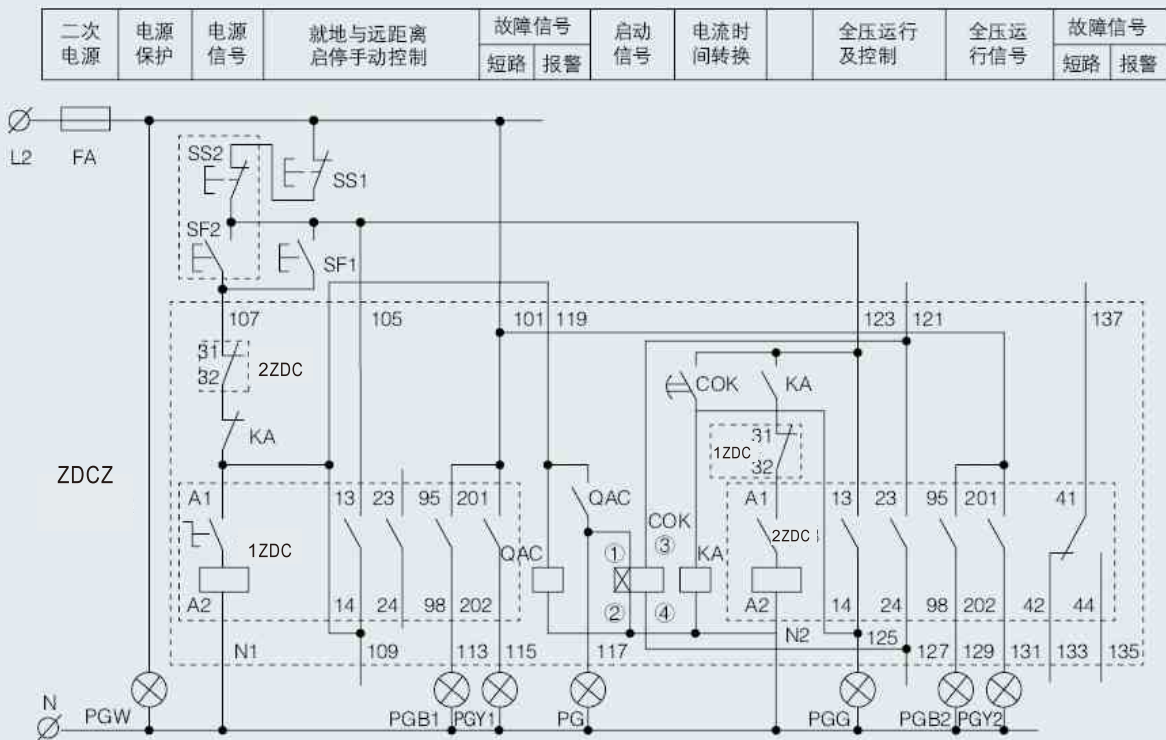 二次
电源
电源
保护
电源
信号
就地与远距离
启停手动控制
故障信号
短路 报警
启动
信号
电流时
间转换
全压运行
及控制
全压运
行信号
故障信号
短路 报警
L2 FA
SS2 SS1
SF2 SF1
107 105 101 119 123 121 137
31
32
2ZDC
COK KA
KA
31
32
1ZDC
ZDCZ
A1 13 23 95 201 QAC A1 13 23 95 201 41
1ZDC QAC COK KA 2ZDC
① ③
② ④
A2 14 24 98 202 A2 14 24 98 202 42 44
N1 109 113 115 117 N2 125 127 129 131 133 135
N PGW PGB1 PGY1 PG PGG PGB2 PGY2